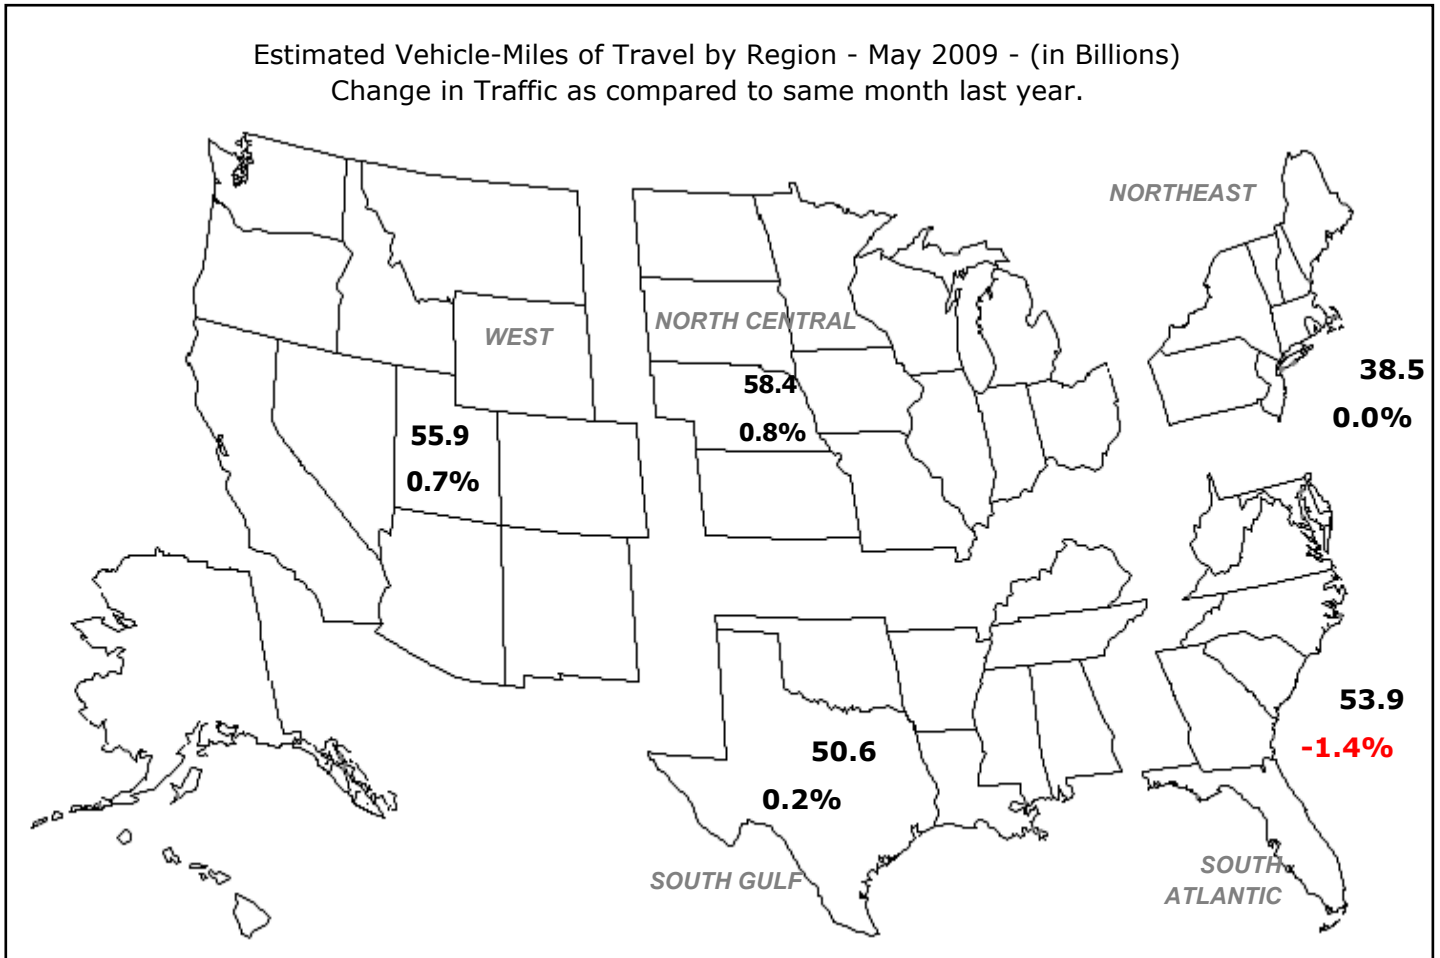 Estimated Vehicle-Miles of Travel by Region - May 2009 - (in Billions)
Change in Traffic as compared to same month last year.
NORTHEAST
38.5
0.0%
WEST
55.9
0.7%
NORTH CENTRAL
58.4
0.8%
53.9
-1.4%
SOUTH
ATLANTIC
50.6
0.2%
SOUTH GULF